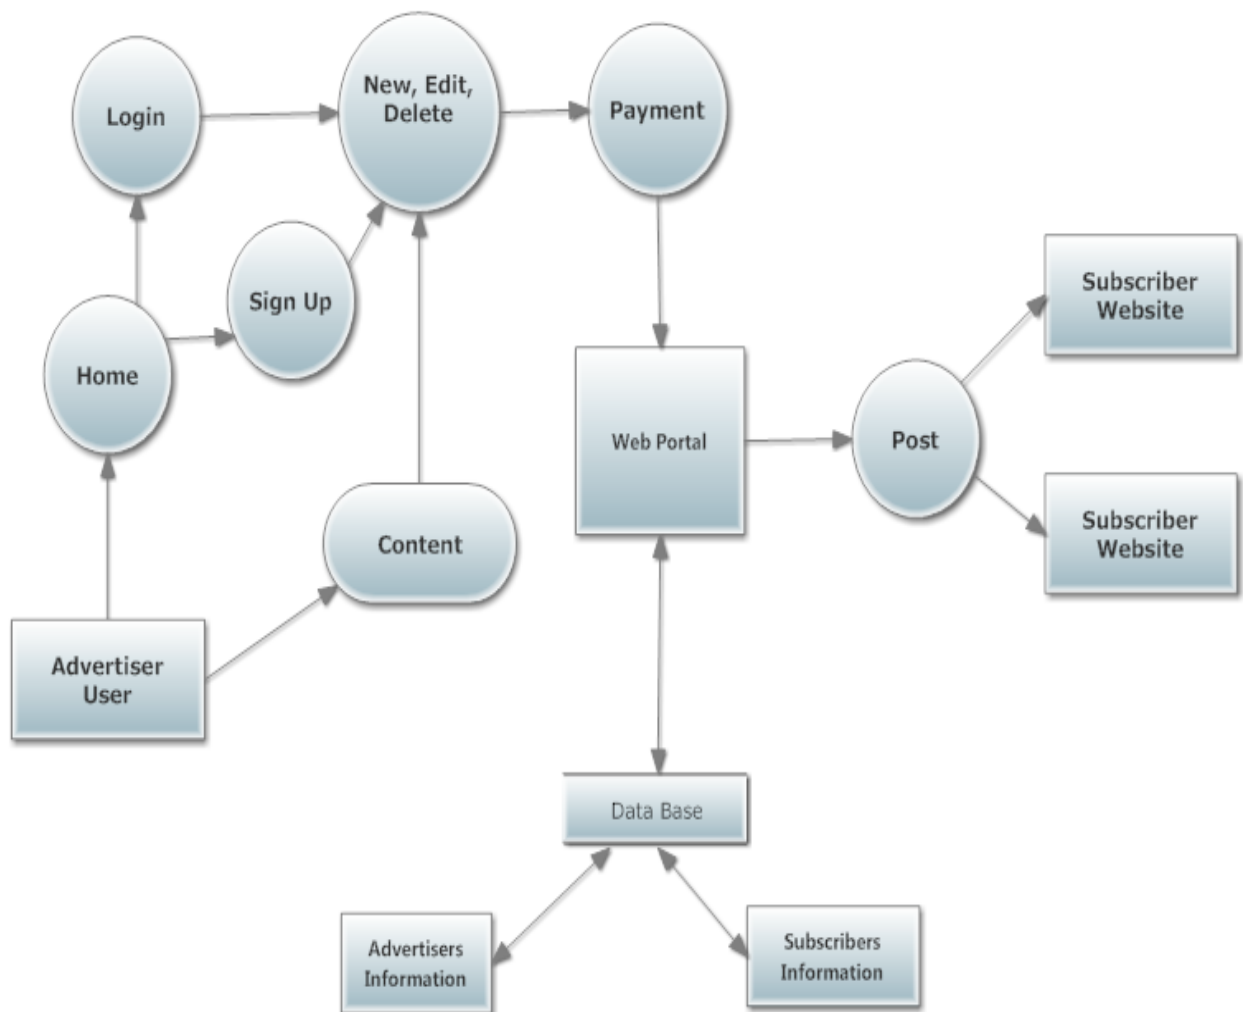 New, Edit,
Delete
Login
Payment
Sign Up
Subscriber
Website
Home
Web Portal
Post
Content
Subscriber
Website
Advertiser
User
Data Base
Advertisers
Information
Subscribers
Information